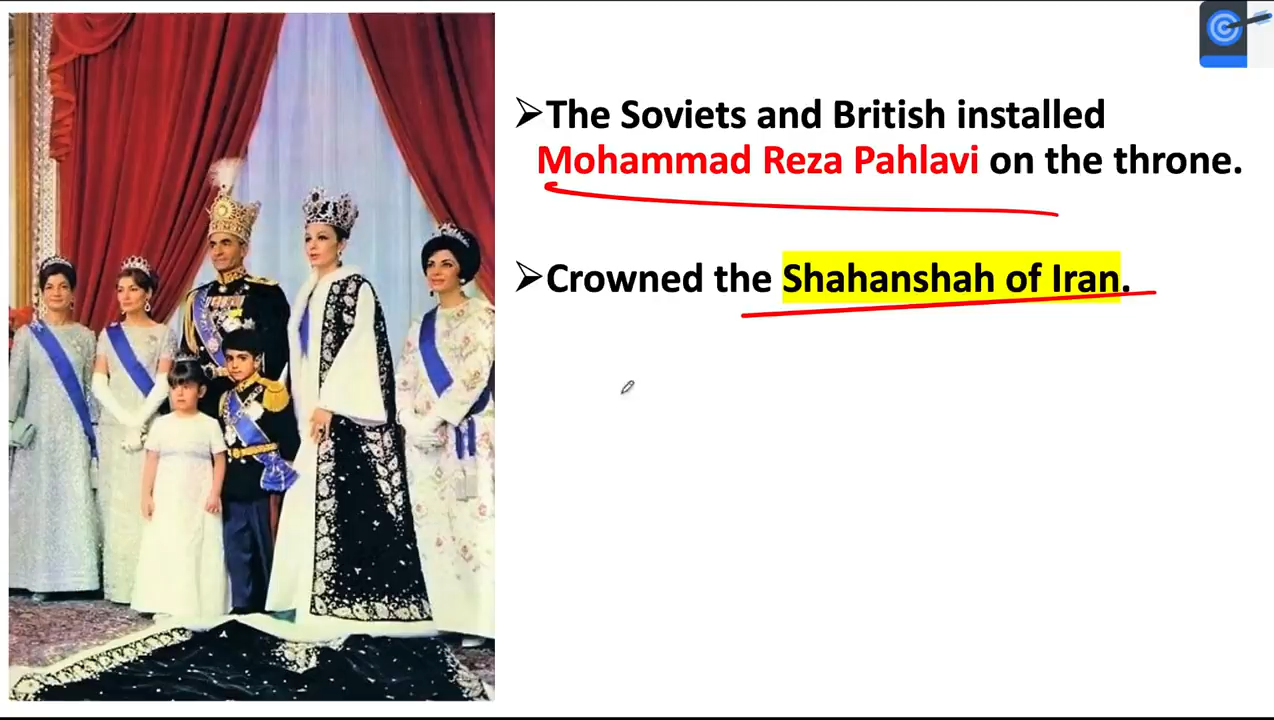 ➢The Soviets and British installed
Mohammad Reza Pahlavi on the throne.
➢Crowned the Shahanshah of Iran.